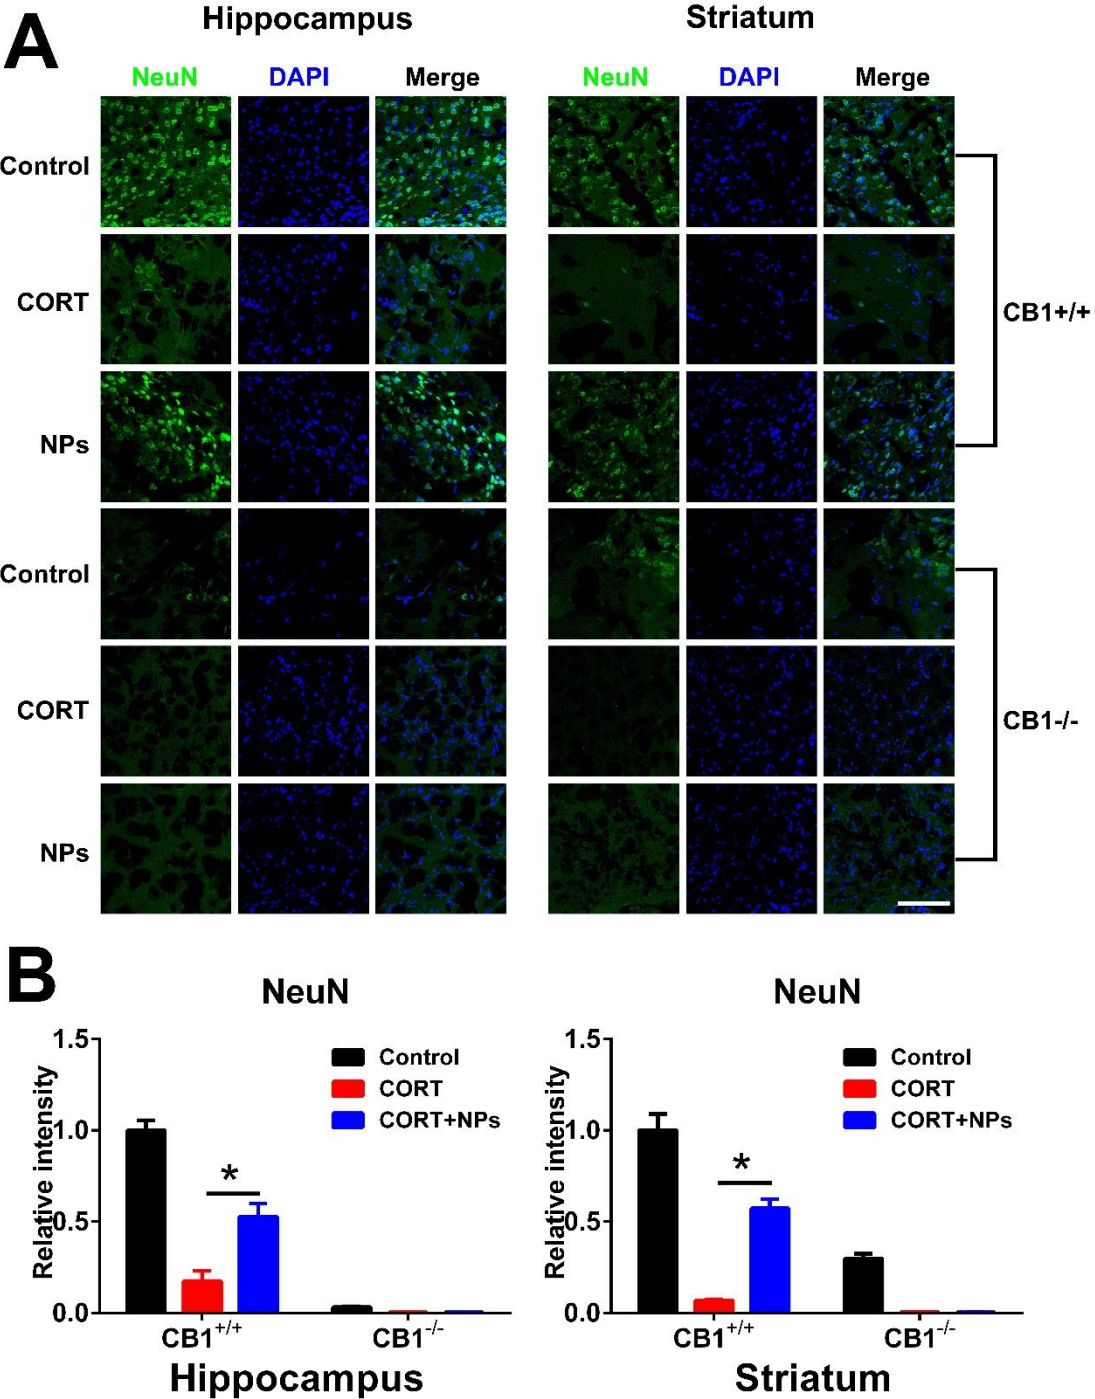 A
Hippocampus Striatum
NeuN DAPI Merge NeuN DAPI Merge
Control
CORT
CB1+/+
NPs
Control
CORT
CB1-/-
NPs
B
NeuN
Relative intensity
1.5
1.0
0.5
0.0
Control
CORT
CORT+NPs
*
CB1+/+ CB1-/-
Hippocampus
NeuN
Relative intensity
1.5
1.0
0.5
0.0
Control
CORT
CORT+NPs
*
CB1+/+ CB1-/-
Striatum